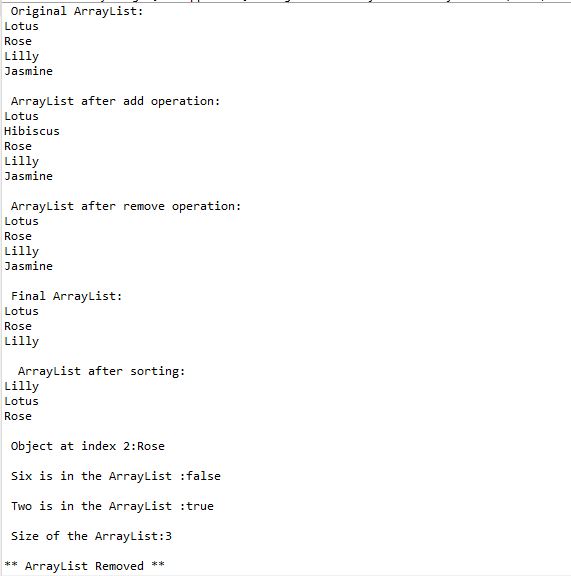 Original ArrayList:
Lotus
Rose
Lilly
Jasmine
ArrayList after add operation:
Lotus
Hibiscus
Rose
Lilly
Jasmine
ArrayList after remove operation:
Lotus
Rose
Lilly
Jasmine
Final ArrayList:
Lotus
Rose
Lilly
ArrayList after sorting:
Lilly
Lotus
Rose
Object at index 2:Rose
Six is in the ArrayList :false
Two is in the ArrayList :true
Size of the ArrayList:3
** ArrayList Removed **